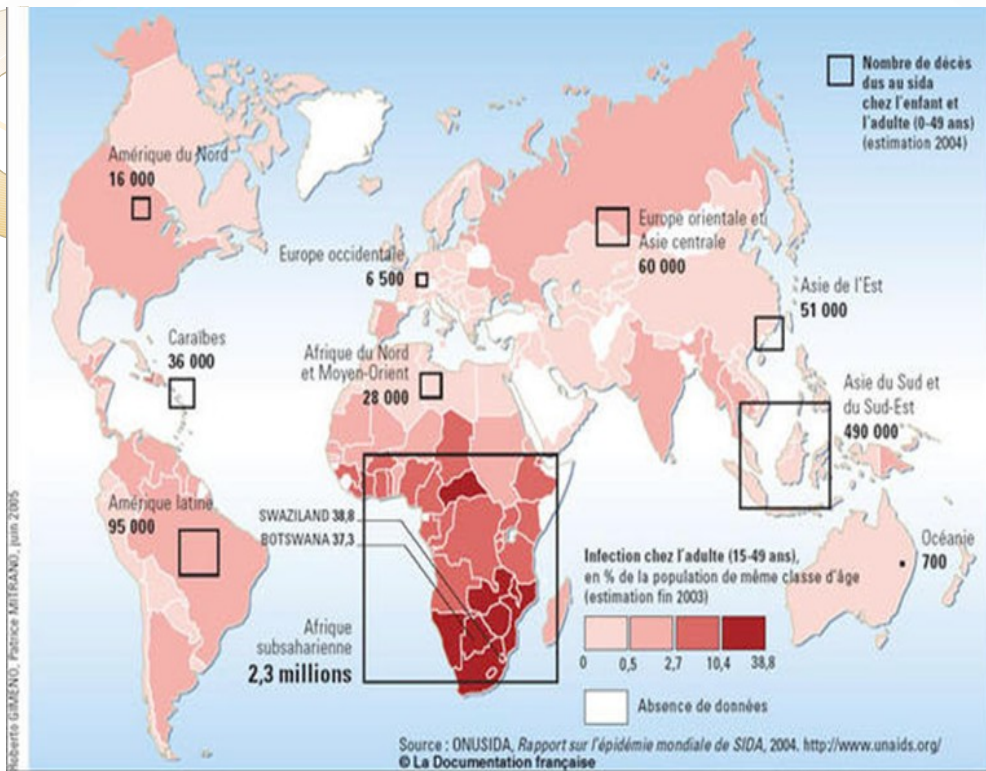 Nombre de décès
dus au sida
chez l'enfant et
l'adulte (0-49 ans)
(estimation 2004)
Amérique du Nord
16 000
Europe orientale et
Asie centrale
60 000
Europe occidentale
6 500
Asie de l'Est
51 000
Caraïbes
36 000
Afrique du Nord
et Moyen-Orient
28 000
Asie du Sud et
du Sud-Est
490 000
Amérique latine
95 000
SWAZILAND 38,8
BOTSWANA 37,3
Océanie
700
Infection chez l'adulte (15-49 ans),
en % de la population de même classe d'âge
(estimation fin 2003)
0 0,5 2,7 10,4 38,8
Afrique
subsaharienne
2,3 millions
Absence de données
Source : ONUSIDA, Rapport sur l'épidémie mondiale de SIDA, 2004. http://www.unaids.org/
© La Documentation française
Roberto GIMENO, Patrice MITRANO, juin 2005